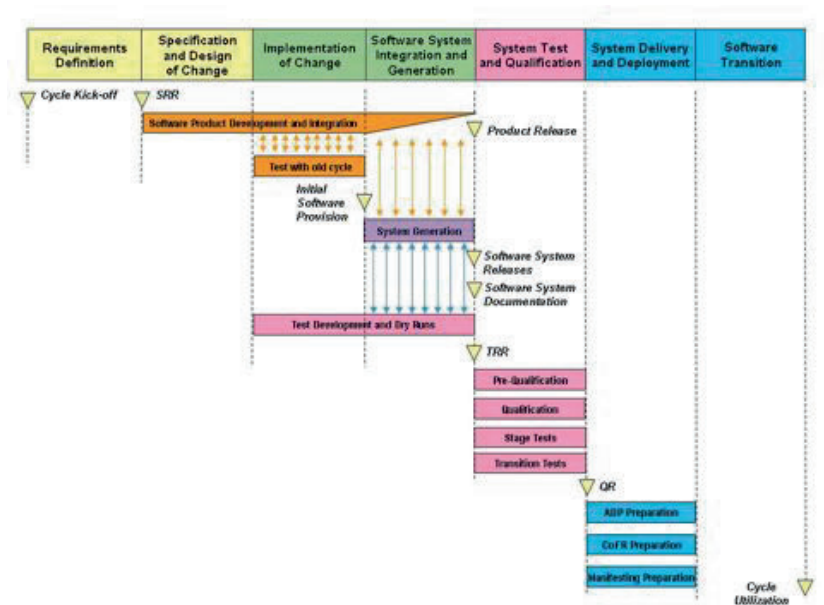 Requirements
Definition
Specification
and Design
of Change
Implementation
of Change
Software System
Integration and
Generation
System Test
and Qualification
System Delivery
and Deployment
Software
Transition
Cycle Kick-off
SRR
Software Product Development and Integration
Product Release
Test with old cycle
Initial
Software
Provision
System Generation
Software System
Releases
Software System
Documentation
Test Development and Dry Runs
TRR
Pre-Qualification
Qualification
Stage Tests
Transition Tests
QR
ADP Preparation
CoFR Preparation
Manifesting Preparation
Cycle
Utilization